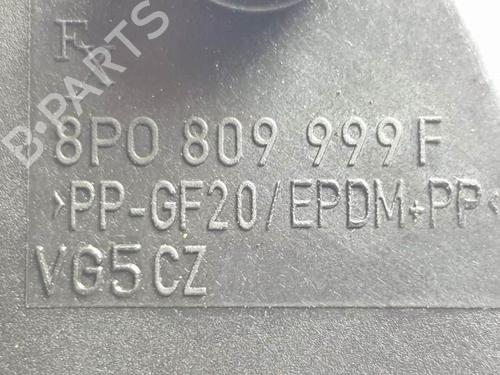 F
8P0 809 999 F
>PP-GF20/EPDM+PP<
VG5CZ
B-PARTS